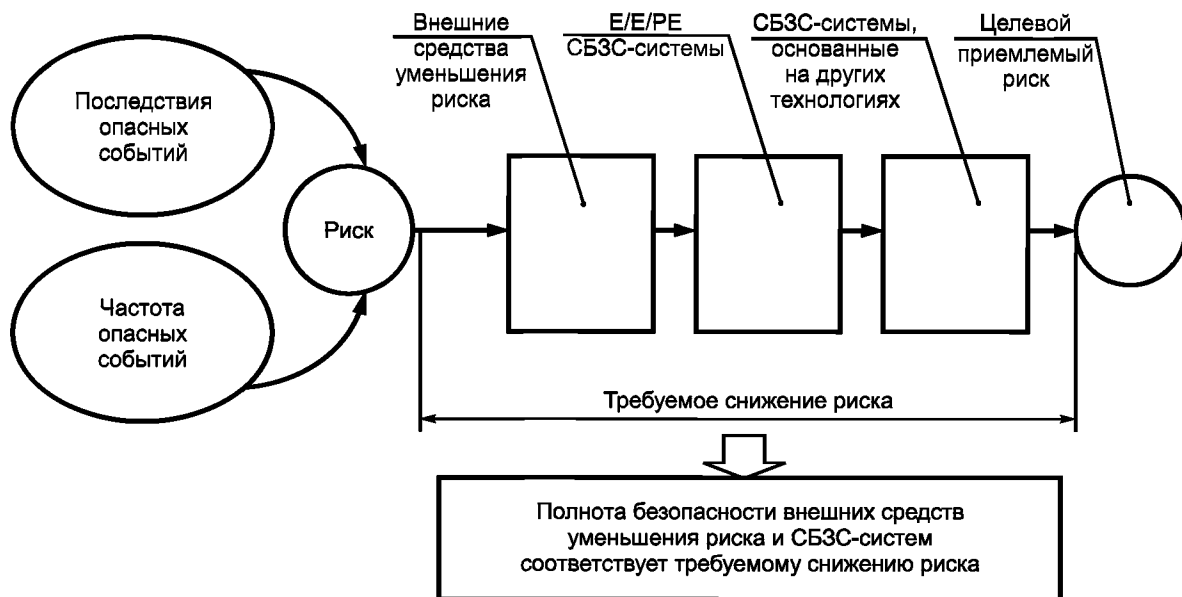 Внешние
средства
уменьшения
риска
E/E/PE
СБЗС-системы
СБЗС-системы,
основанные
на других
технологиях
Целевой
приемлемый
риск
Последствия
опасных
событий
Риск
Частота
опасных
событий
Требуемое снижение риска
Полнота безопасности внешних средств
уменьшения риска и СБЗС-систем
соответствует требуемому снижению риска